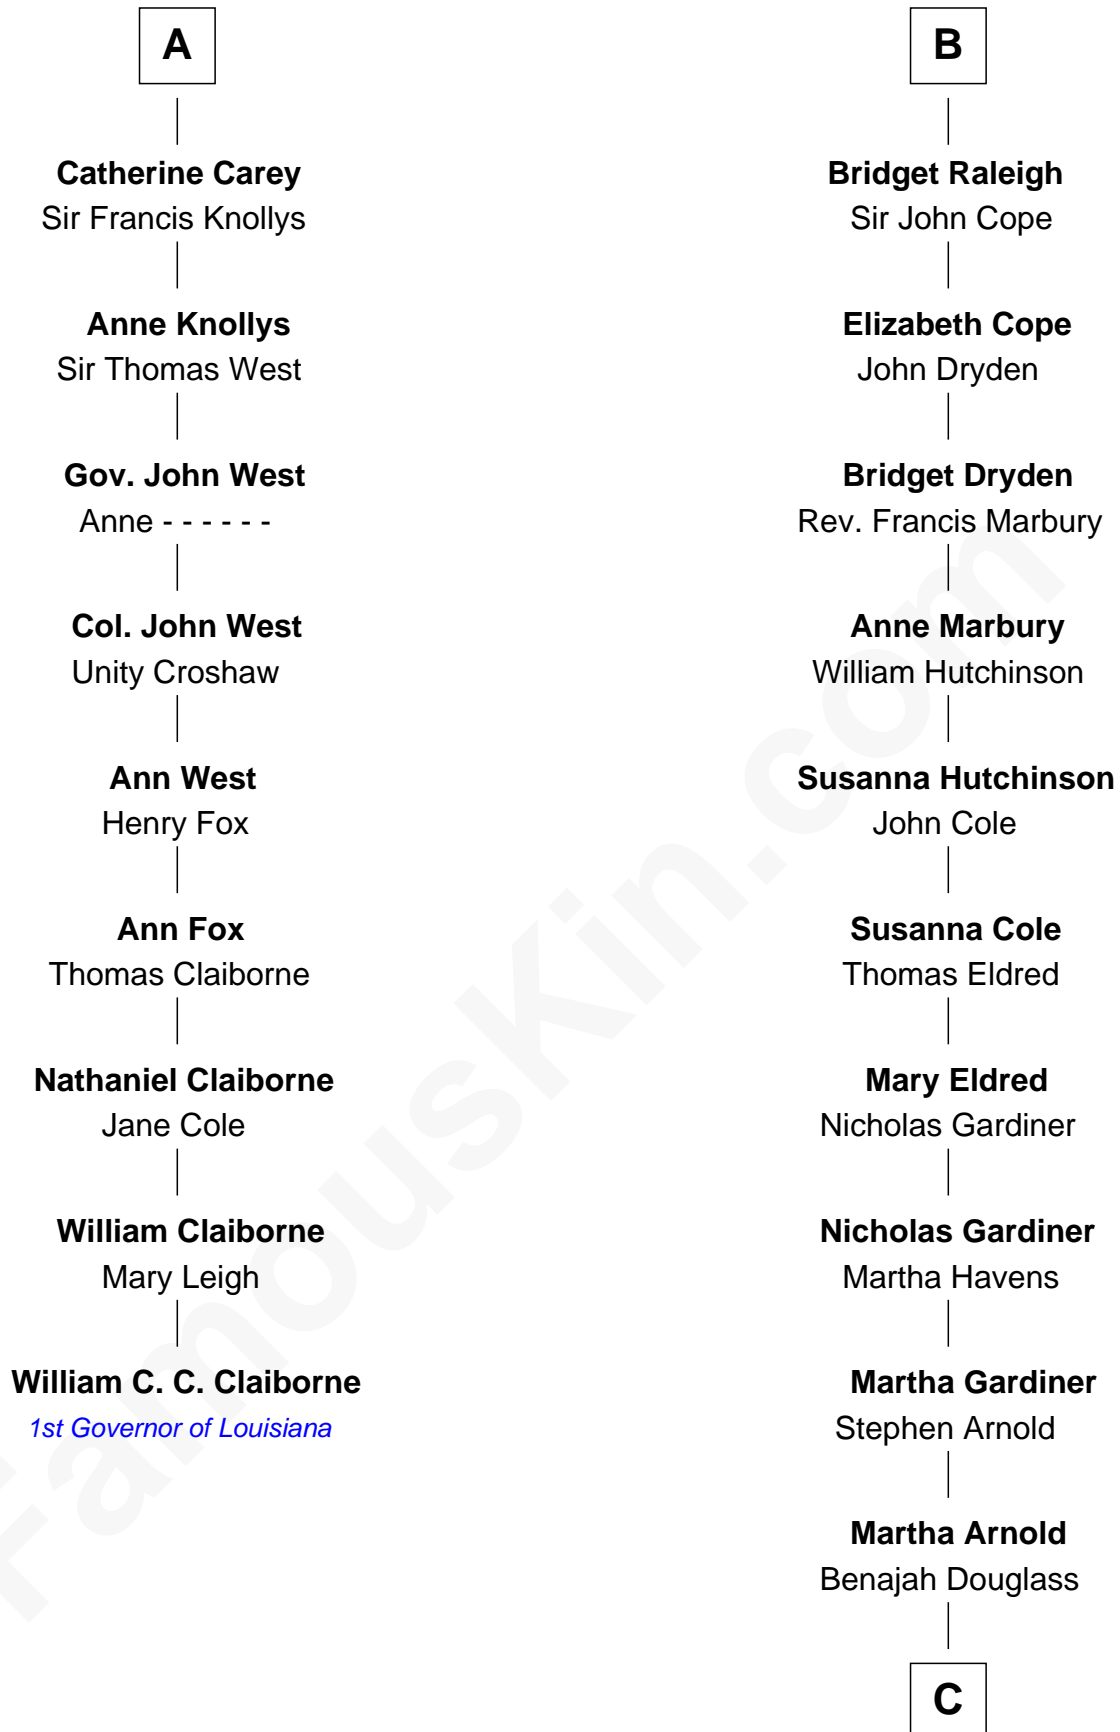 A
Catherine Carey
Sir Francis Knollys
Anne Knollys
Sir Thomas West
Gov. John West
Anne - - - - - -
Col. John West
Unity Croshaw
Ann West
Henry Fox
Ann Fox
Thomas Claiborne
Nathaniel Claiborne
Jane Cole
William Claiborne
Mary Leigh
William C. C. Claiborne
1st Governor of Louisiana
B
Bridget Raleigh
Sir John Cope
Elizabeth Cope
John Dryden
Bridget Dryden
Rev. Francis Marbury
Anne Marbury
William Hutchinson
Susanna Hutchinson
John Cole
Susanna Cole
Thomas Eldred
Mary Eldred
Nicholas Gardiner
Nicholas Gardiner
Martha Havens
Martha Gardiner
Stephen Arnold
Martha Arnold
Benajah Douglass
C
FamousKin.com